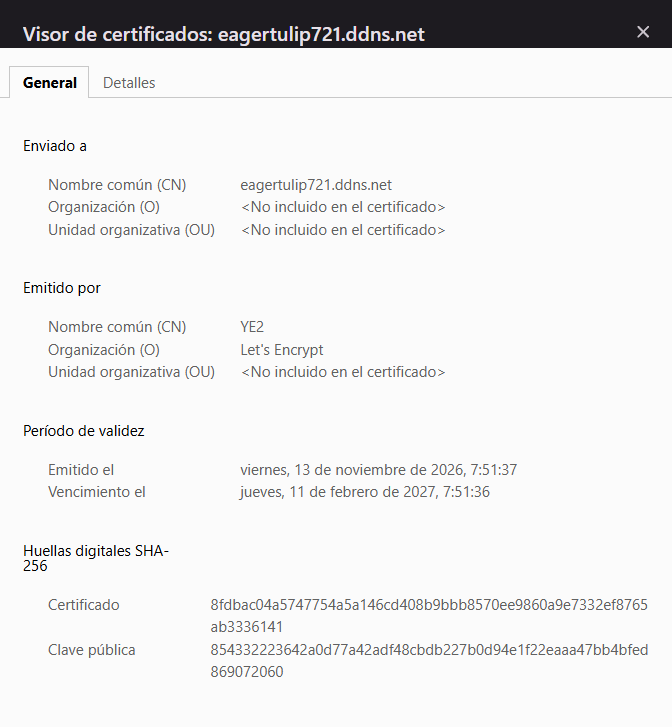 Visor de certificados: eagertulip721.ddns.net
General Detalles
Enviado a
Nombre común (CN) eagertulip721.ddns.net
Organización (O) <No incluido en el certificado>
Unidad organizativa (OU) <No incluido en el certificado>
Emitido por
Nombre común (CN) YE2
Organización (O) Let's Encrypt
Unidad organizativa (OU) <No incluido en el certificado>
Período de validez
Emitido el viernes, 13 de noviembre de 2026, 7:51:37
Vencimiento el jueves, 11 de febrero de 2027, 7:51:36
Huellas digitales SHA-
256
Certificado 8fdbac04a5747754a5a146cd408b9bbb8570ee9860a9e7332ef8765
ab3336141
Clave pública 854332223642a0d77a42adf48cbdb227b0d94e1f22eaaa47bb4bfed
869072060